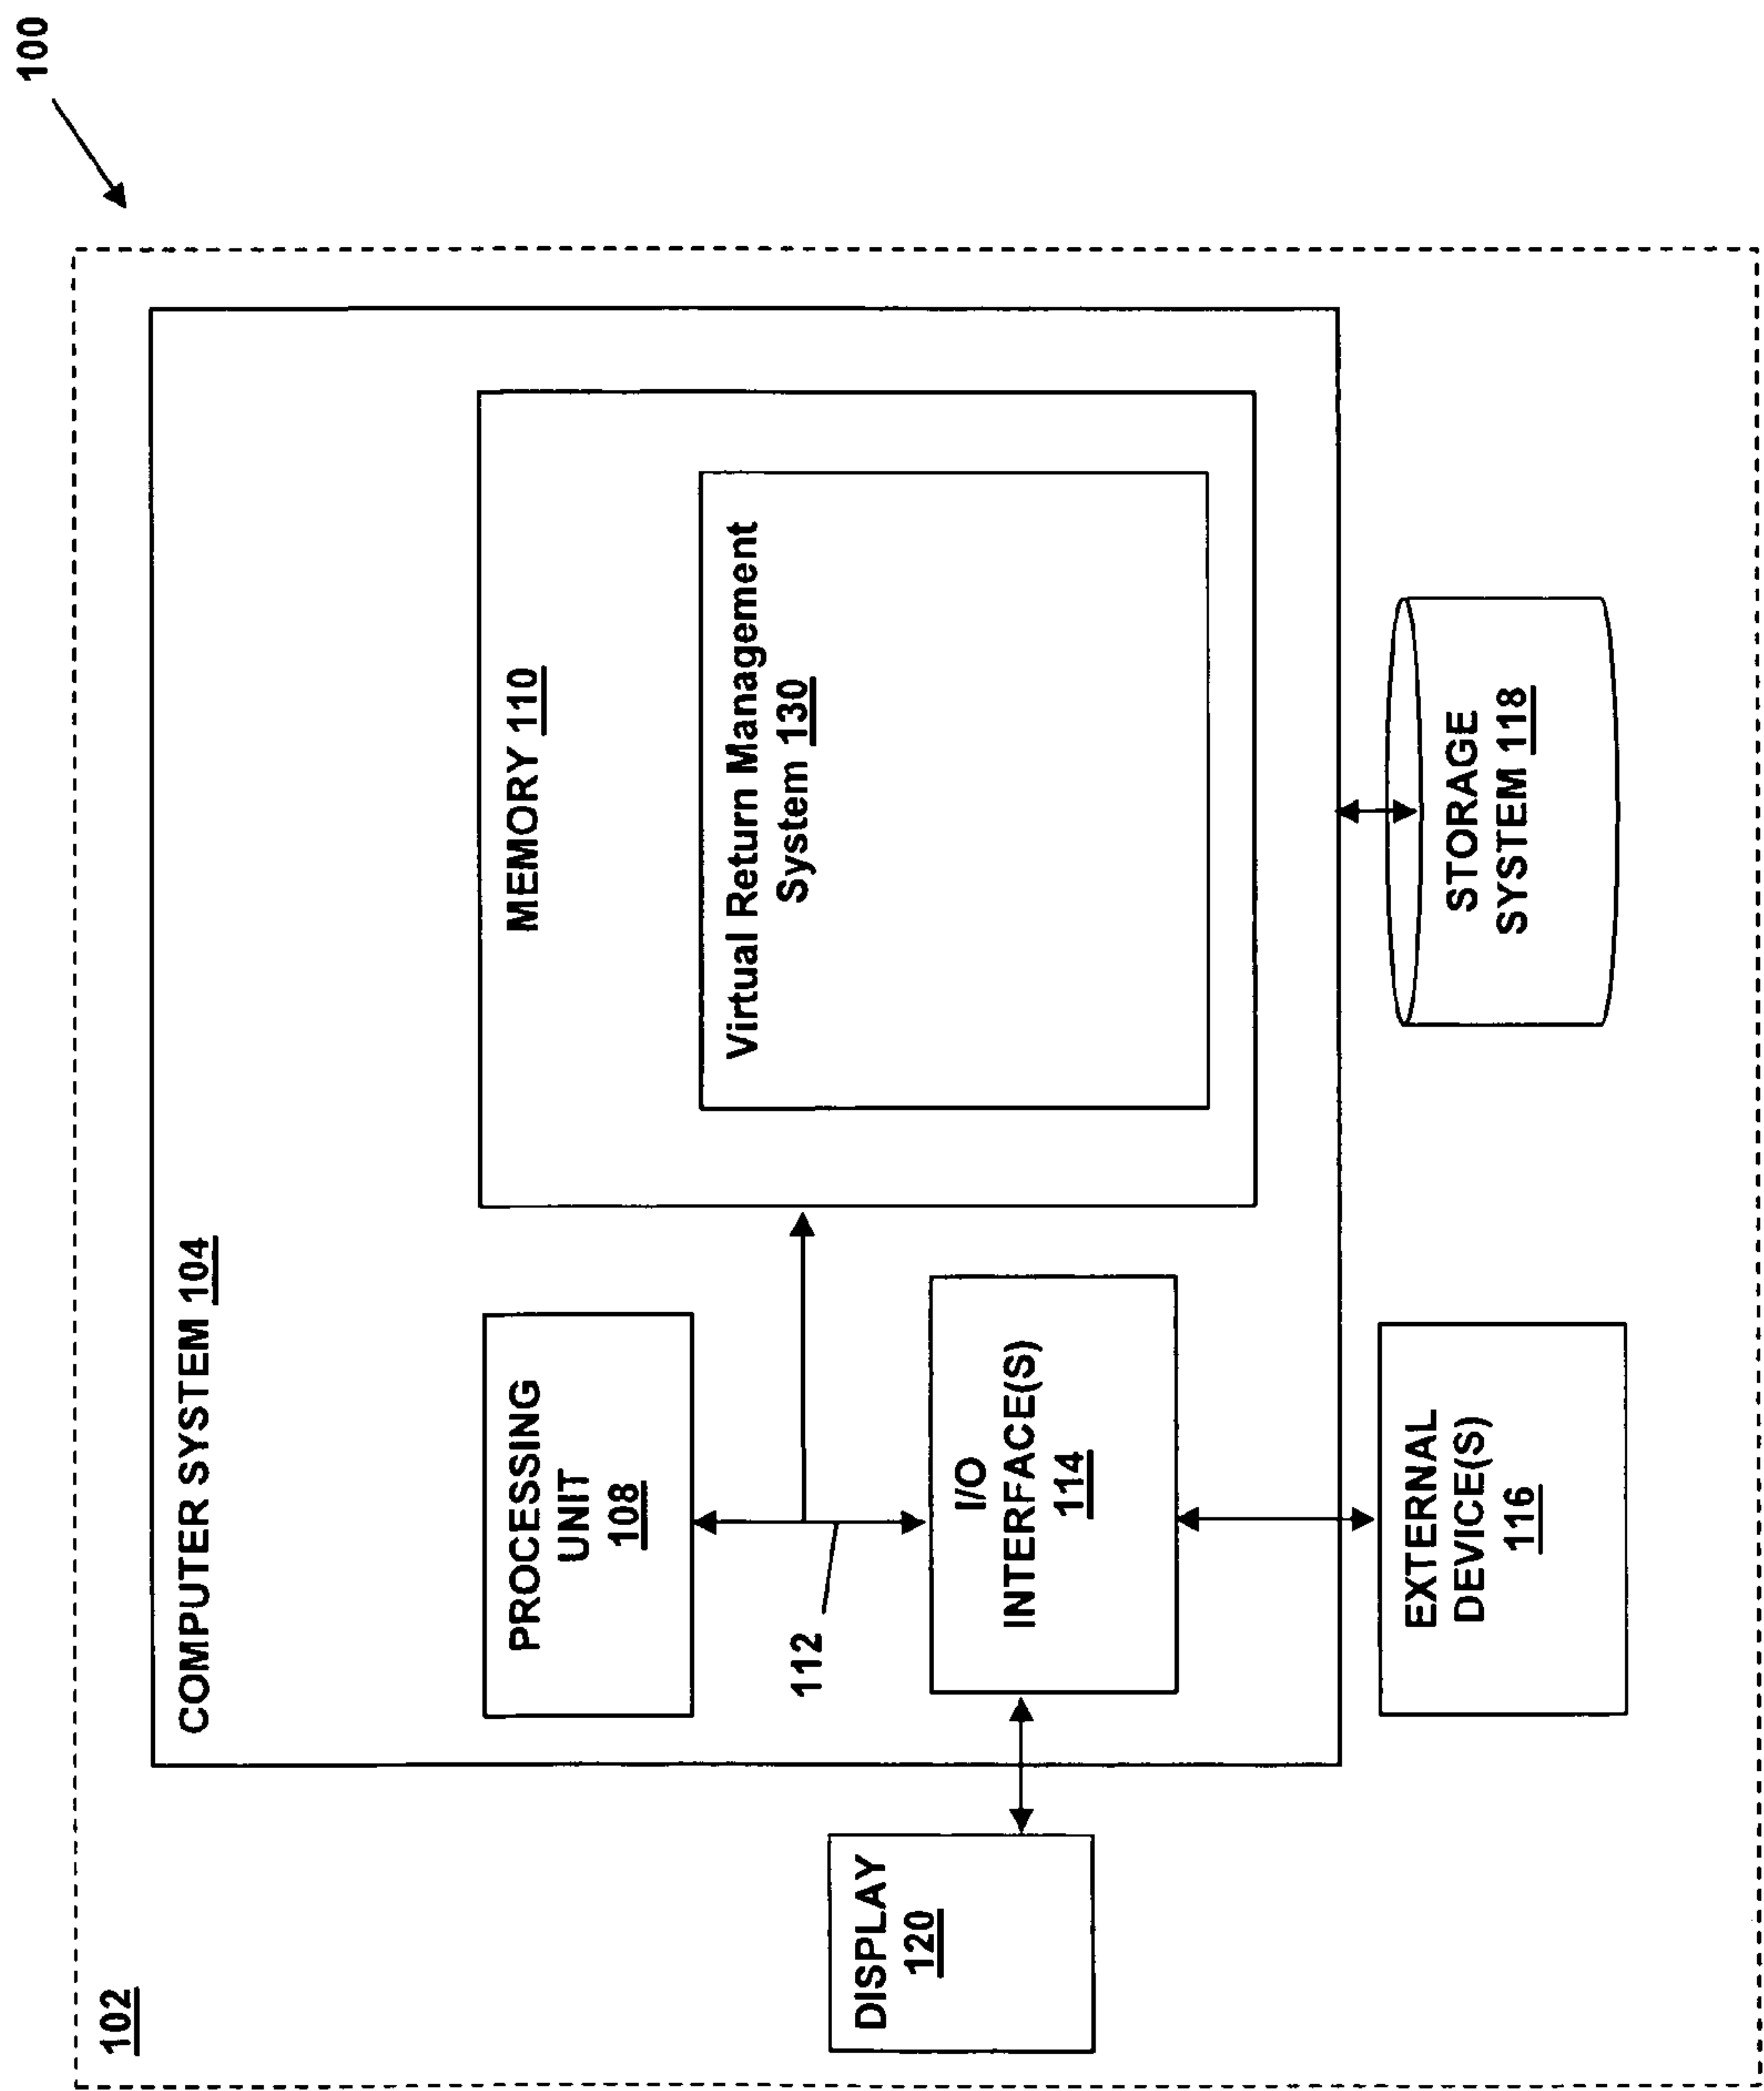 100
102
COMPUTER SYSTEM 104
PROCESSING
UNIT
108
MEMORY 110
Virtual Return Management
System 130
112
I/O
INTERFACE(S)
114
DISPLAY
120
EXTERNAL
DEVICE(S)
116
STORAGE
SYSTEM 118